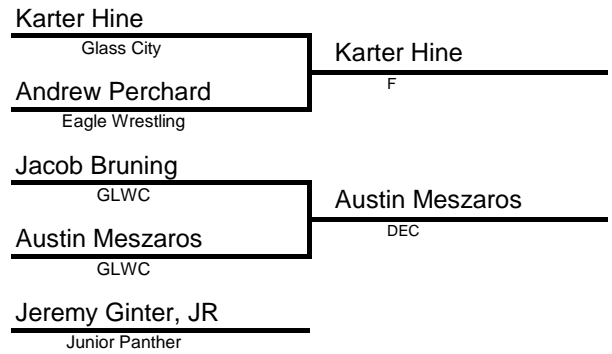 Karter Hine
Glass City
Karter Hine
F
Andrew Perchard
Eagle Wrestling
Jacob Bruning
GLWC
Austin Meszaros
DEC
Austin Meszaros
GLWC
Jeremy Ginter, JR
Junior Panther